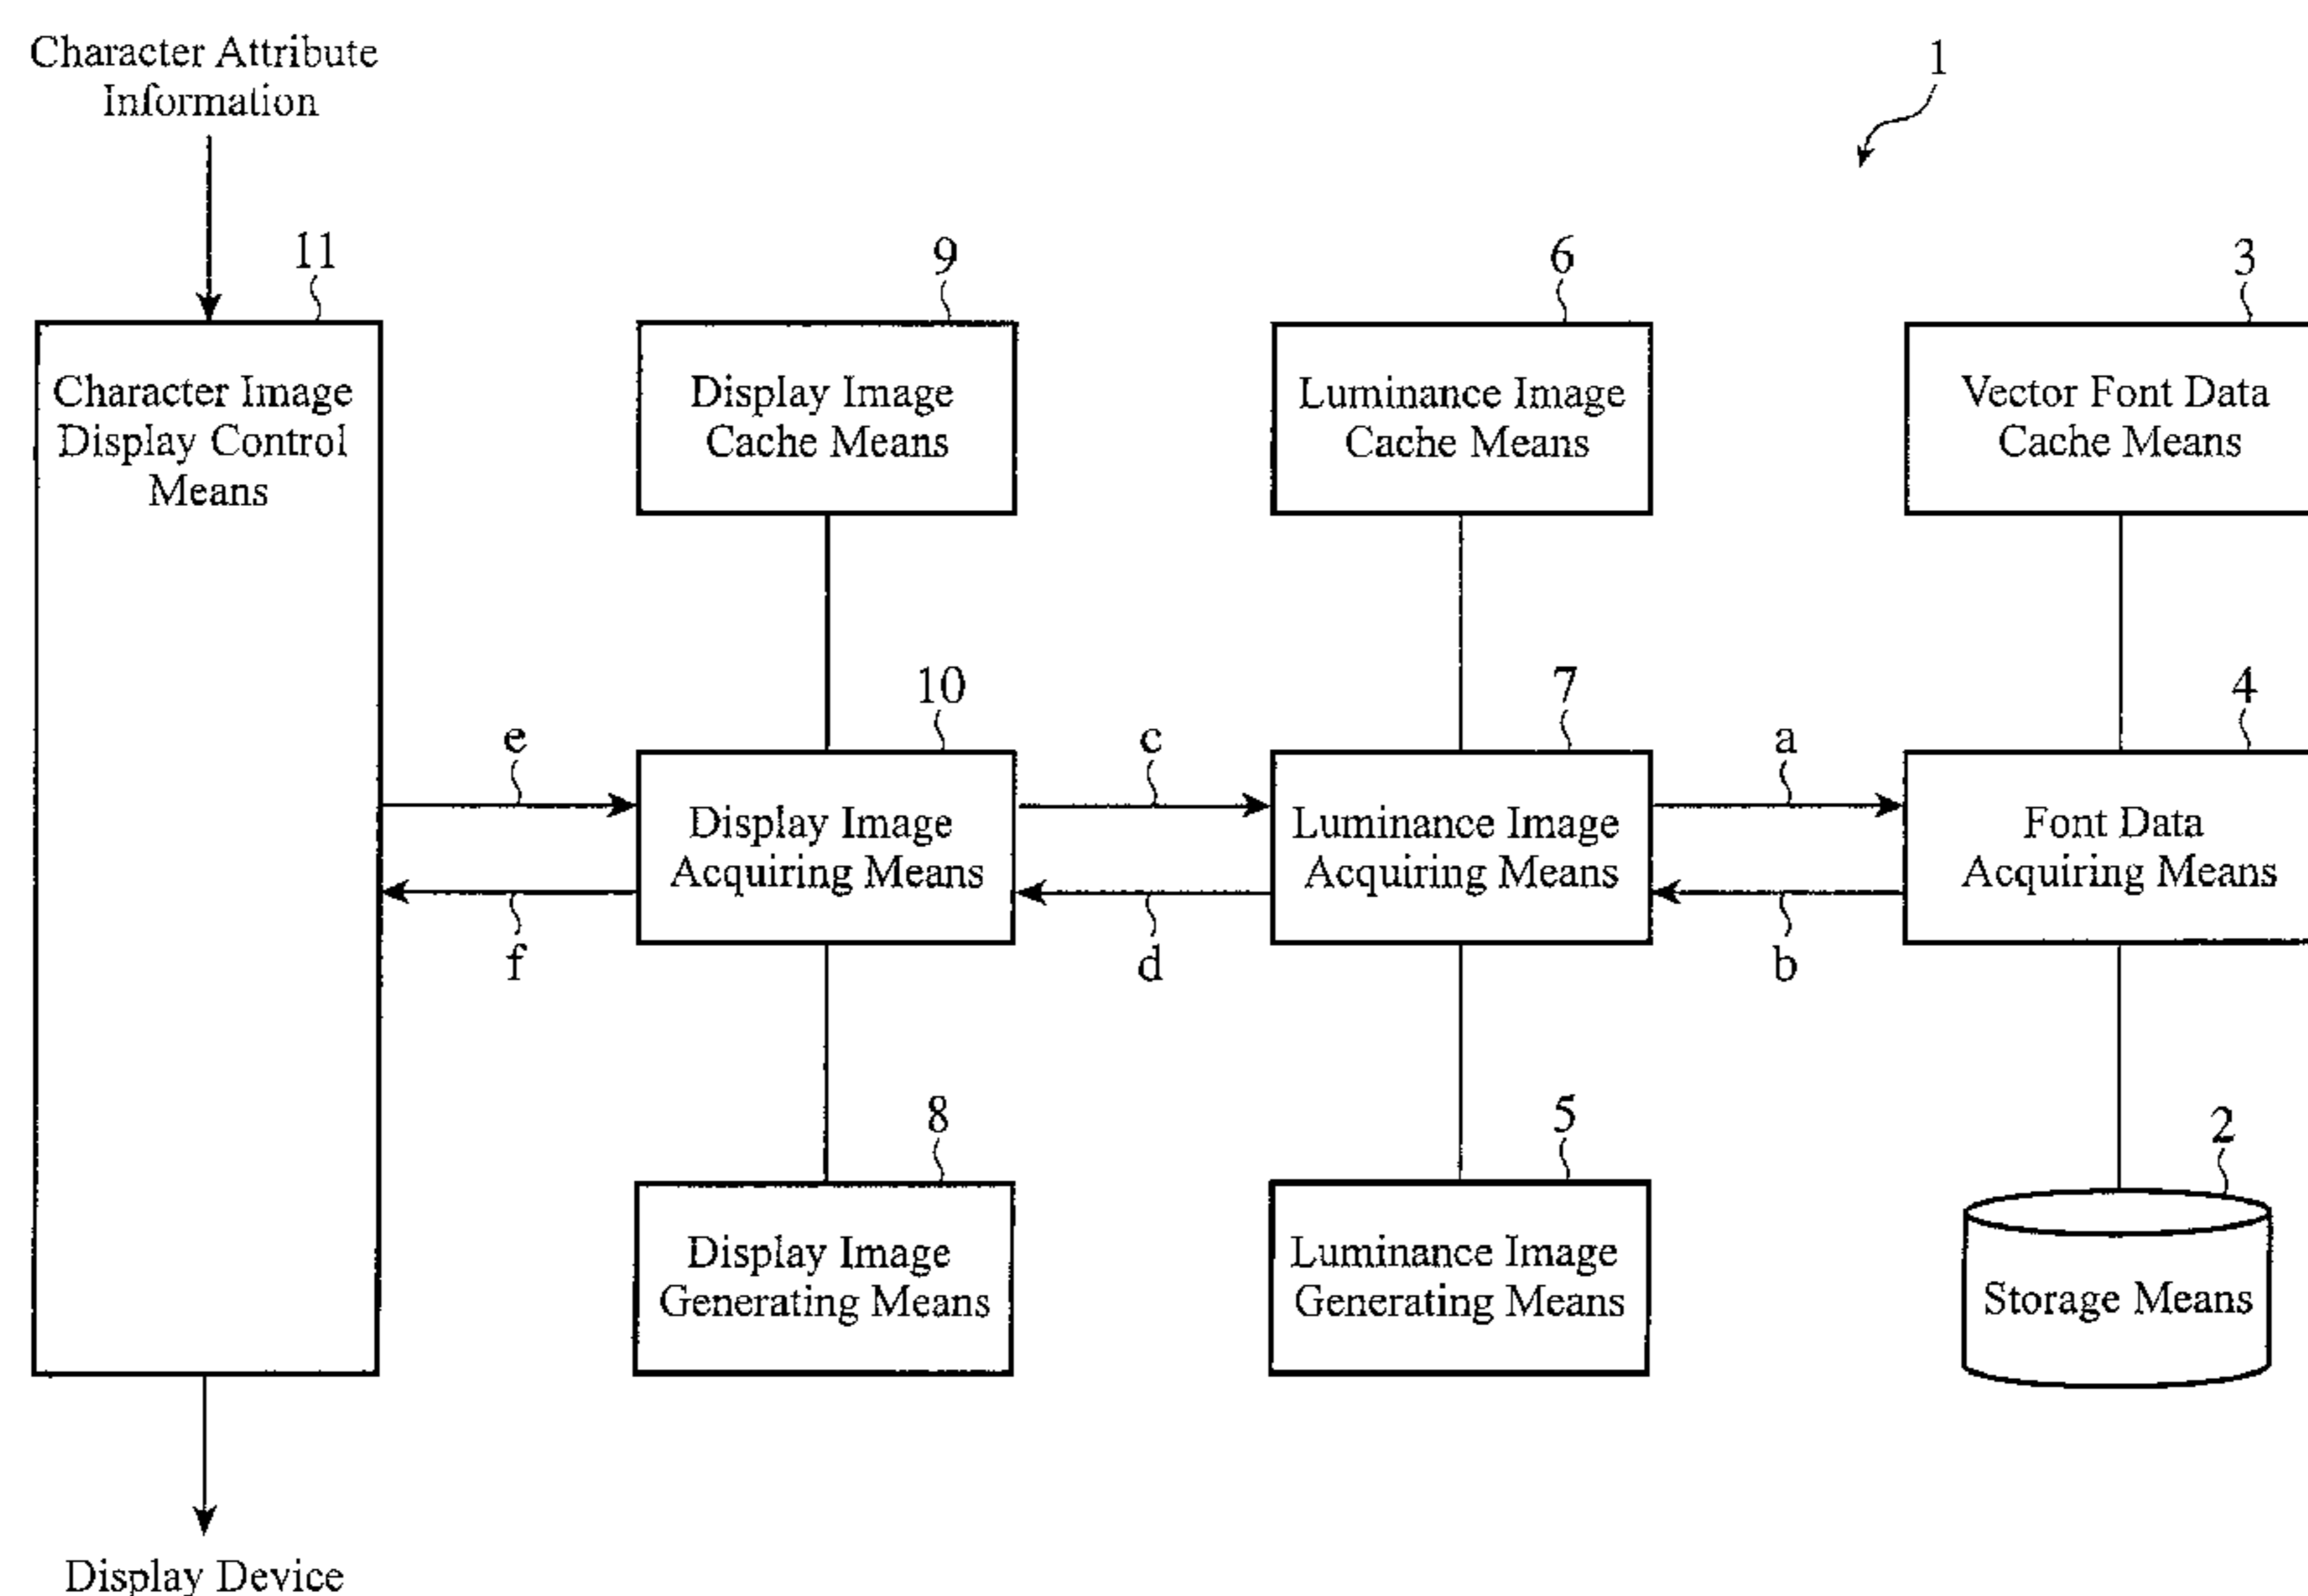 Character Attribute
Information
1
11
9
6
3
Character Image
Display Control
Means
Display Image
Cache Means
Luminance Image
Cache Means
Vector Font Data
Cache Means
10
7
4
e
c
a
Display Image
Acquiring Means
Luminance Image
Acquiring Means
Font Data
Acquiring Means
f
d
b
8
5
2
Display Image
Generating Means
Luminance Image
Generating Means
Storage Means
Display Device